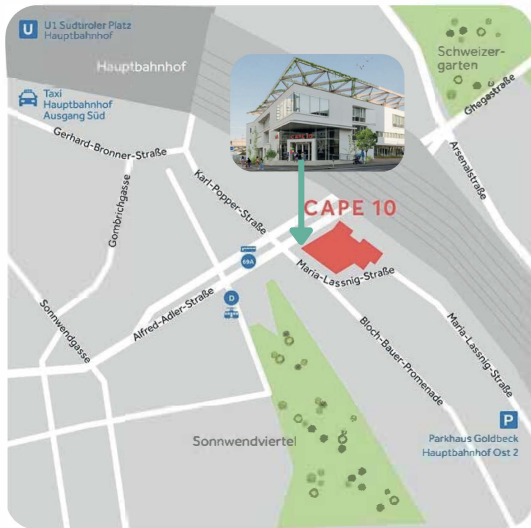 U
U1 Südtiroler Platz
Hauptbahnhof
Hauptbahnhof
Taxi
Hauptbahnhof
Ausgang Süd
Schweizer-
garten
Ghegastraße
Arsenalstraße
Gerhard-Bronner-Straße
Gombrichgasse
Karl-Popper-Straße
CAPE 10
69A
Maria-Lassnig-Straße
D
Alfred-Adler-Straße
Sonnwendgasse
Bloch-Bauer-Promenade
Maria-Lassnig-Straße
Sonnwendviertel
P
Parkhaus Goldbeck
Hauptbahnhof Ost 2